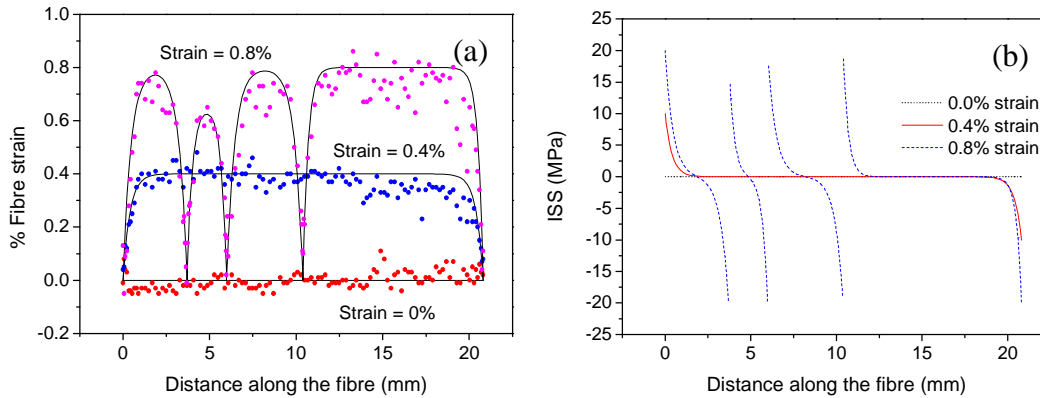 (a)
Strain = 0.8%
Strain = 0.4%
Strain = 0%
% Fibre strain
1.0
0.8
0.6
0.4
0.2
0.0
-0.2
0
5
10
15
20
Distance along the fibre (mm)
(b)
0.0% strain
0.4% strain
0.8% strain
ISS (MPa)
25
20
15
10
5
0
-5
-10
-15
-20
-25
0
5
10
15
20
Distance along the fibre (mm)